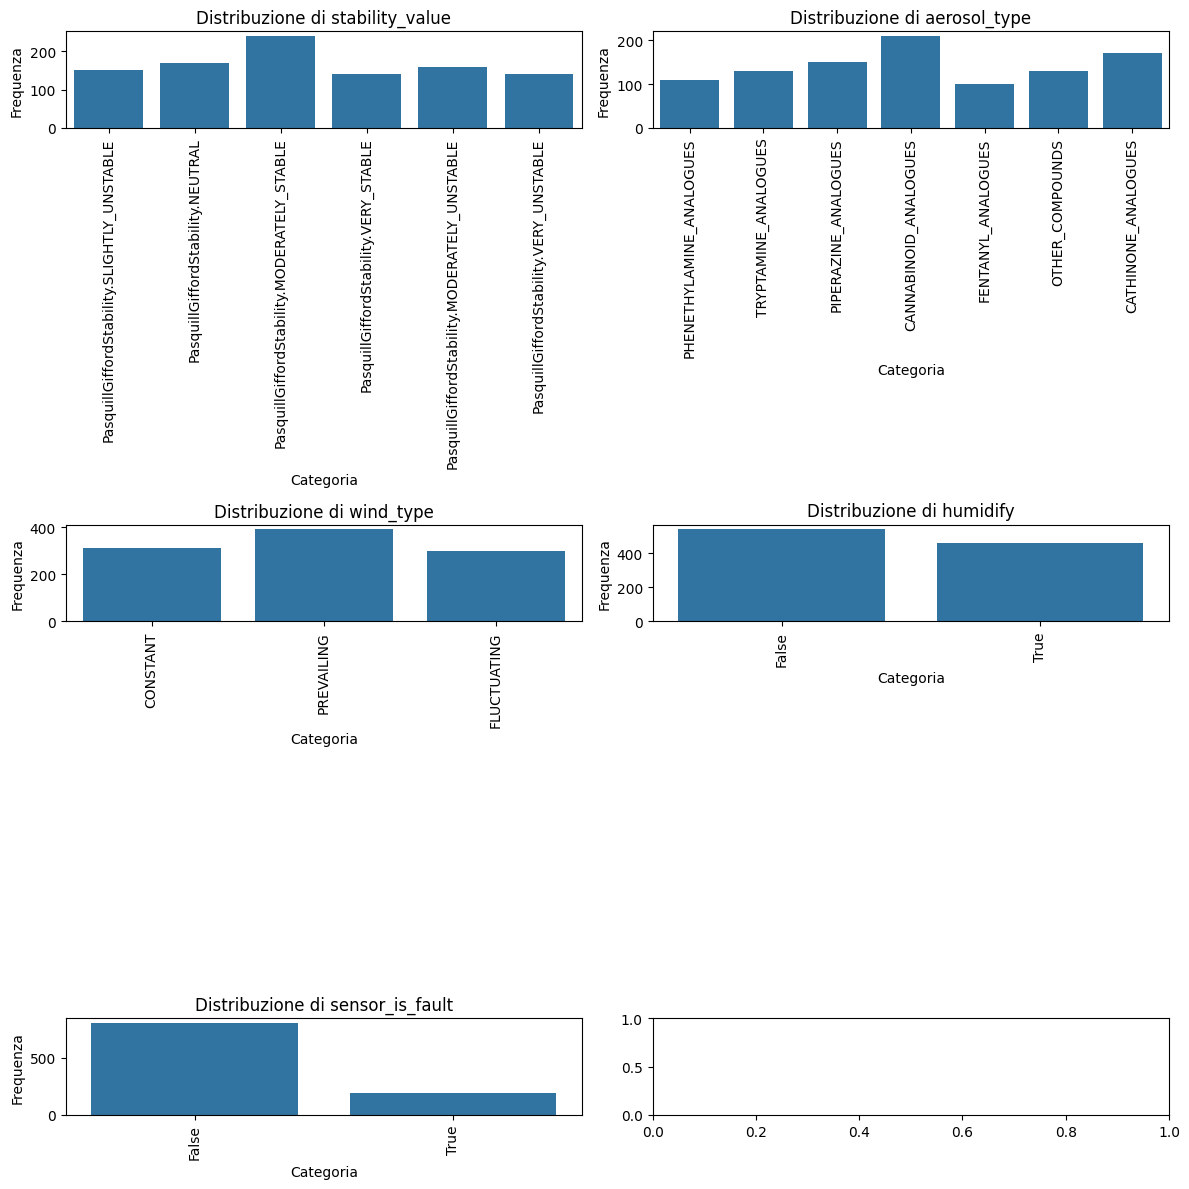 Distribuzione di stability_value
Frequenza
200
100
0
PasquillGiffordStability.SLIGHTLY_UNSTABLE
PasquillGiffordStability.NEUTRAL
PasquillGiffordStability.MODERATELY_STABLE
PasquillGiffordStability.VERY_STABLE
PasquillGiffordStability.MODERATELY_UNSTABLE
PasquillGiffordStability.VERY_UNSTABLE
Categoria
Distribuzione di aerosol_type
Frequenza
200
100
0
PHENETHYLAMINE_ANALOGUES
TRYPTAMINE_ANALOGUES
PIPERAZINE_ANALOGUES
CANNABINOID_ANALOGUES
FENTANYL_ANALOGUES
OTHER_COMPOUNDS
CATHINONE_ANALOGUES
Categoria
Distribuzione di wind_type
Frequenza
400
200
0
CONSTANT
PREVAILING
FLUCTUATING
Categoria
Distribuzione di humidify
Frequenza
400
200
0
False
True
Categoria
Distribuzione di sensor_is_fault
Frequenza
500
0
False
True
Categoria
1.0
0.5
0.0
0.0 0.2 0.4 0.6 0.8 1.0